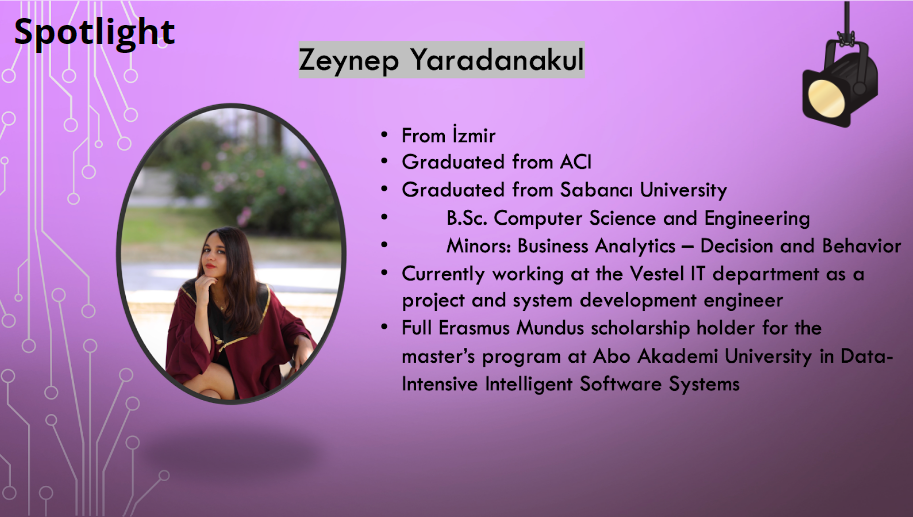 Spotlight
Zeynep Yaradanakul
• From İzmir
• Graduated from ACI
• Graduated from Sabancı University
• B.Sc. Computer Science and Engineering
• Minors: Business Analytics – Decision and Behavior
• Currently working at the Vestel IT department as a
project and system development engineer
• Full Erasmus Mundus scholarship holder for the
master's program at Abo Akademi University in Data-
Intensive Intelligent Software Systems